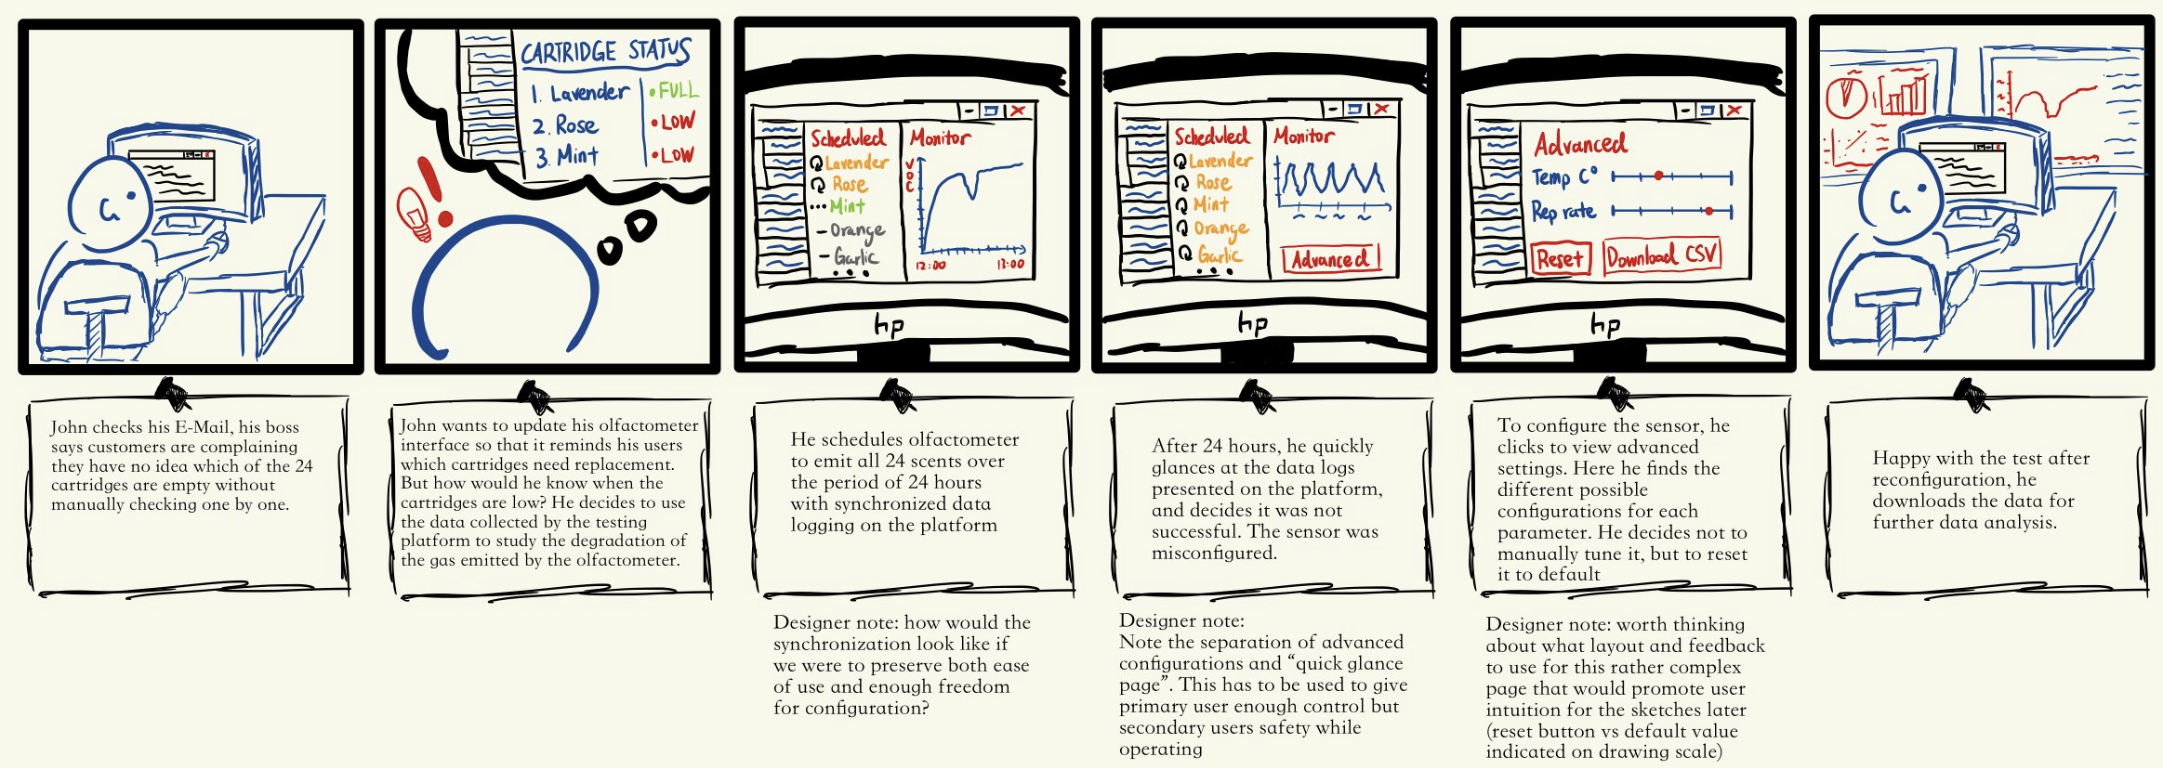 CARTRIDGE STATUS
1. Lavender • FULL
2. Rose • LOW
3. Mint • LOW
Scheduled
Lavender
Rose
... Mint
- Orange
- Garlic
...
Monitor
VOC
12:00 13:00
hp
Scheduled
Lavender
Rose
Mint
Orange
Garlic
...
Monitor
Advanced
hp
Advanced
Temp C°
Rep rate
Reset
Download CSV
hp
John checks his E-Mail, his boss
says customers are complaining
they have no idea which of the 24
cartridges are empty without
manually checking one by one.
John wants to update his olfactometer
interface so that it reminds his users
which cartridges need replacement.
But how would he know when the
cartridges are low? He decides to use
the data collected by the testing
platform to study the degradation of
the gas emitted by the olfactometer.
He schedules olfactometer
to emit all 24 scents over
the period of 24 hours
with synchronized data
logging on the platform
Designer note: how would the
synchronization look like if
we were to preserve both ease
of use and enough freedom
for configuration?
After 24 hours, he quickly
glances at the data logs
presented on the platform,
and decides it was not
successful. The sensor was
misconfigured.
Designer note:
Note the separation of advanced
configurations and “quick glance
page”. This has to be used to give
primary user enough control but
secondary users safety while
operating
To configure the sensor, he
clicks to view advanced
settings. Here he finds the
different possible
configurations for each
parameter. He decides not to
manually tune it, but to reset
it to default
Designer note: worth thinking
about what layout and feedback
to use for this rather complex
page that would promote user
intuition for the sketches later
(reset button vs default value
indicated on drawing scale)
Happy with the test after
reconfiguration, he
downloads the data for
further data analysis.